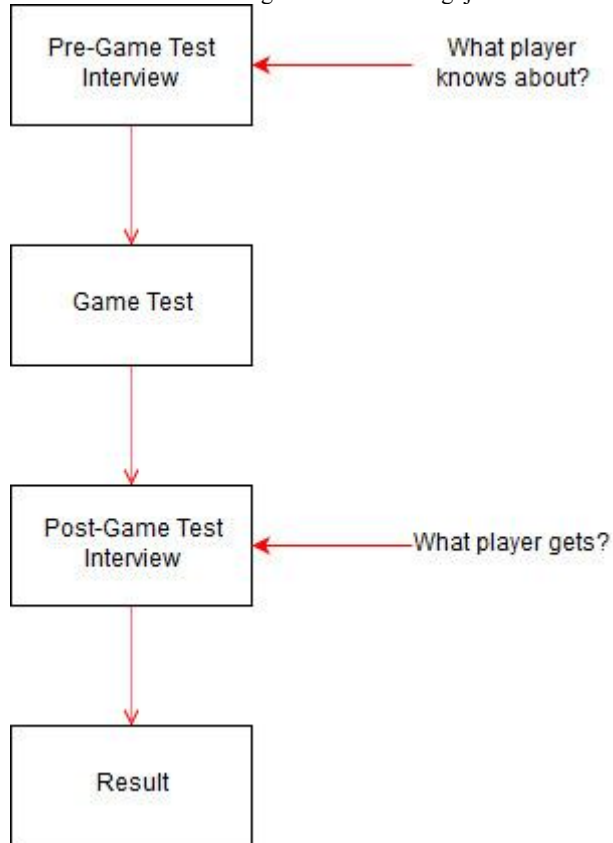 Pre-Game Test
Interview
What player
knows about?
Game Test
Post-Game Test
Interview
What player gets?
Result